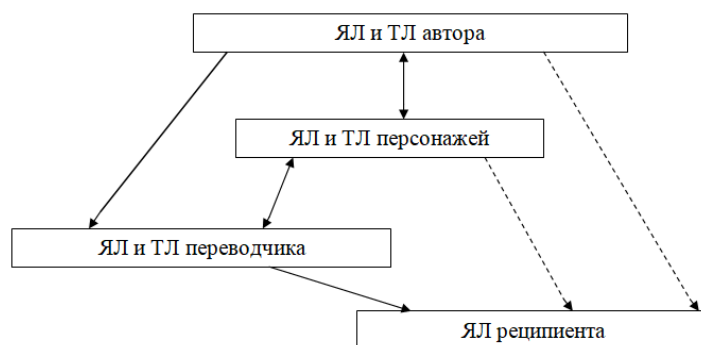 ЯЛ и ТЛ автора
ЯЛ и ТЛ персонажей
ЯЛ и ТЛ переводчика
ЯЛ реципиента